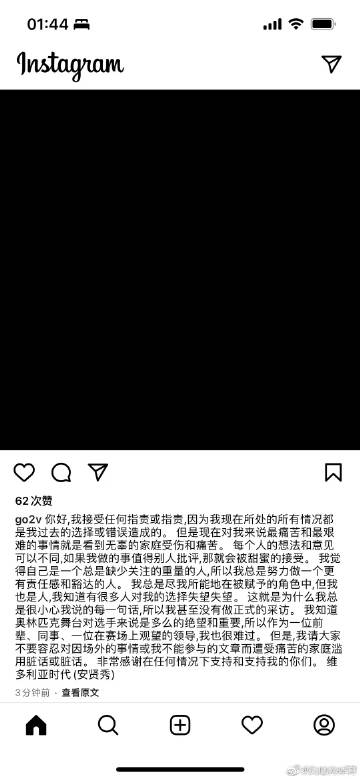 01:44
Instagram
62次赞
go2v 你好,我接受任何指责或指责,因为我现在所处的所有情况都
是我过去的选择或错误造成的。 但是现在对我来说最痛苦和最艰
难的事情就是看到无辜的家庭受伤和痛苦。 每个人的想法和意见
可以不同,如果我做的事值得别人批评,那就会被甜蜜的接受。 我觉
得自己是一个总是缺少关注的重量的人,所以我总是努力做一个更
有责任感和豁达的人。 我总是尽我所能地在被赋予的角色中,但我
也是人,我知道有很多人对我的选择失望失望。 这就是为什么我总
是很小心我说的每一句话,所以我甚至没有做正式的采访。 我知道
奥林匹克舞台对选手来说是多么的绝望和重要,所以作为一位前
辈、同事、一位在赛场上观望的领导,我也很难过。 但是,我请大家
不要容忍对因场外的事情或我不能参与的文章而遭受痛苦的家庭滥
用脏话或脏话。 非常感谢在任何情况下支持和支持我的你们。 维
多利亚时代 (安贤秀)
3分钟前 · 查看原文